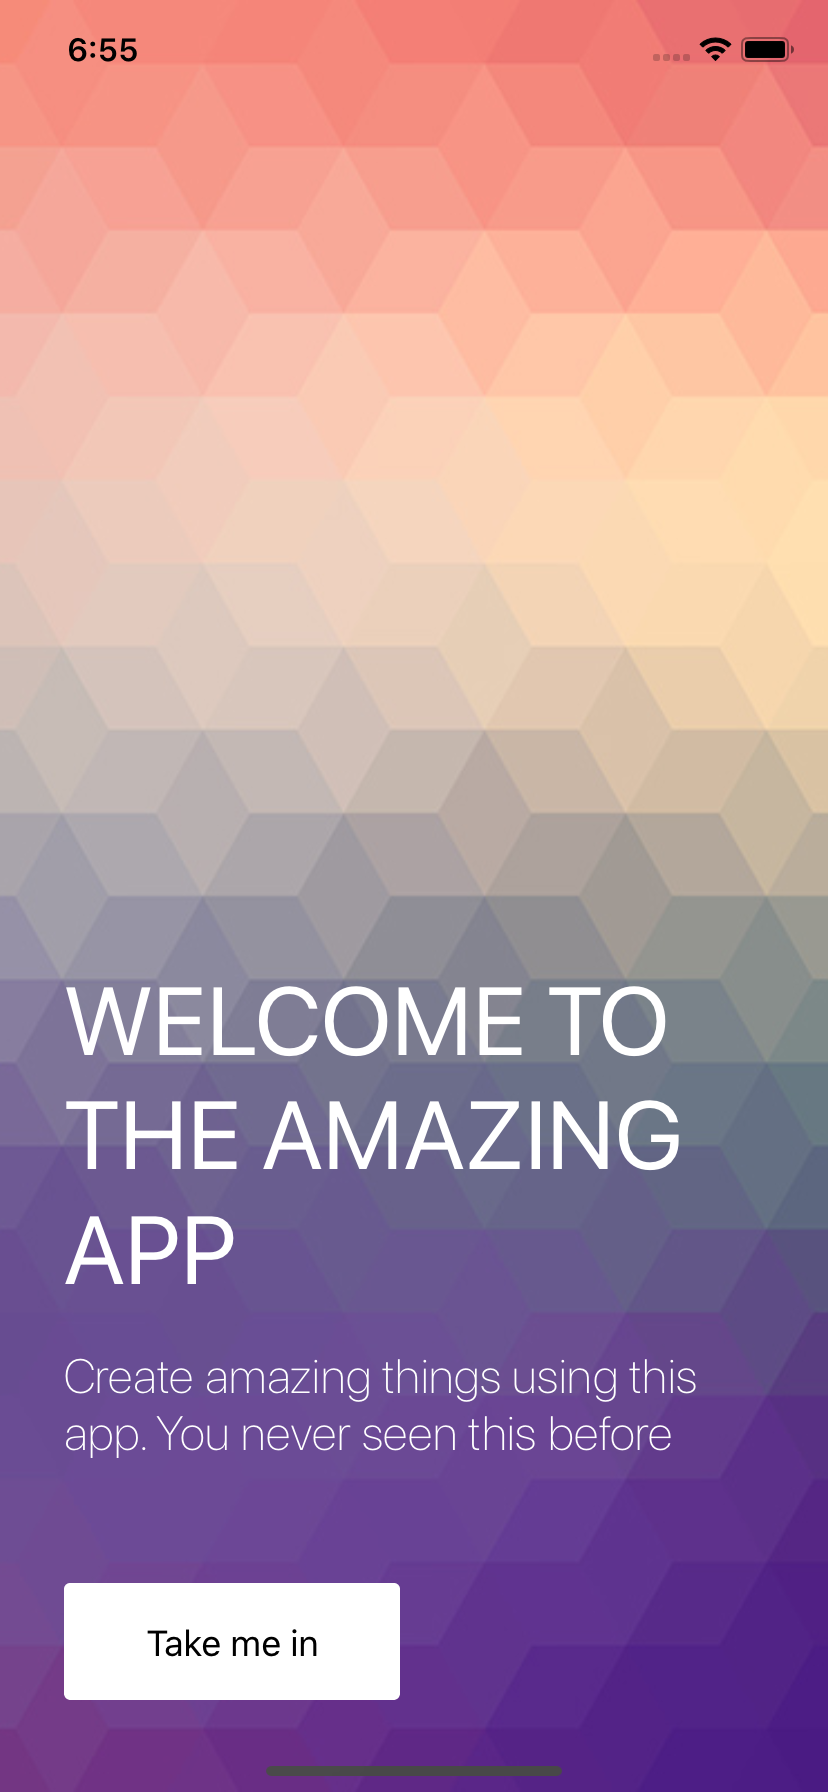 6:55
WELCOME TO
THE AMAZING
APP
Create amazing things using this
app. You never seen this before
Take me in